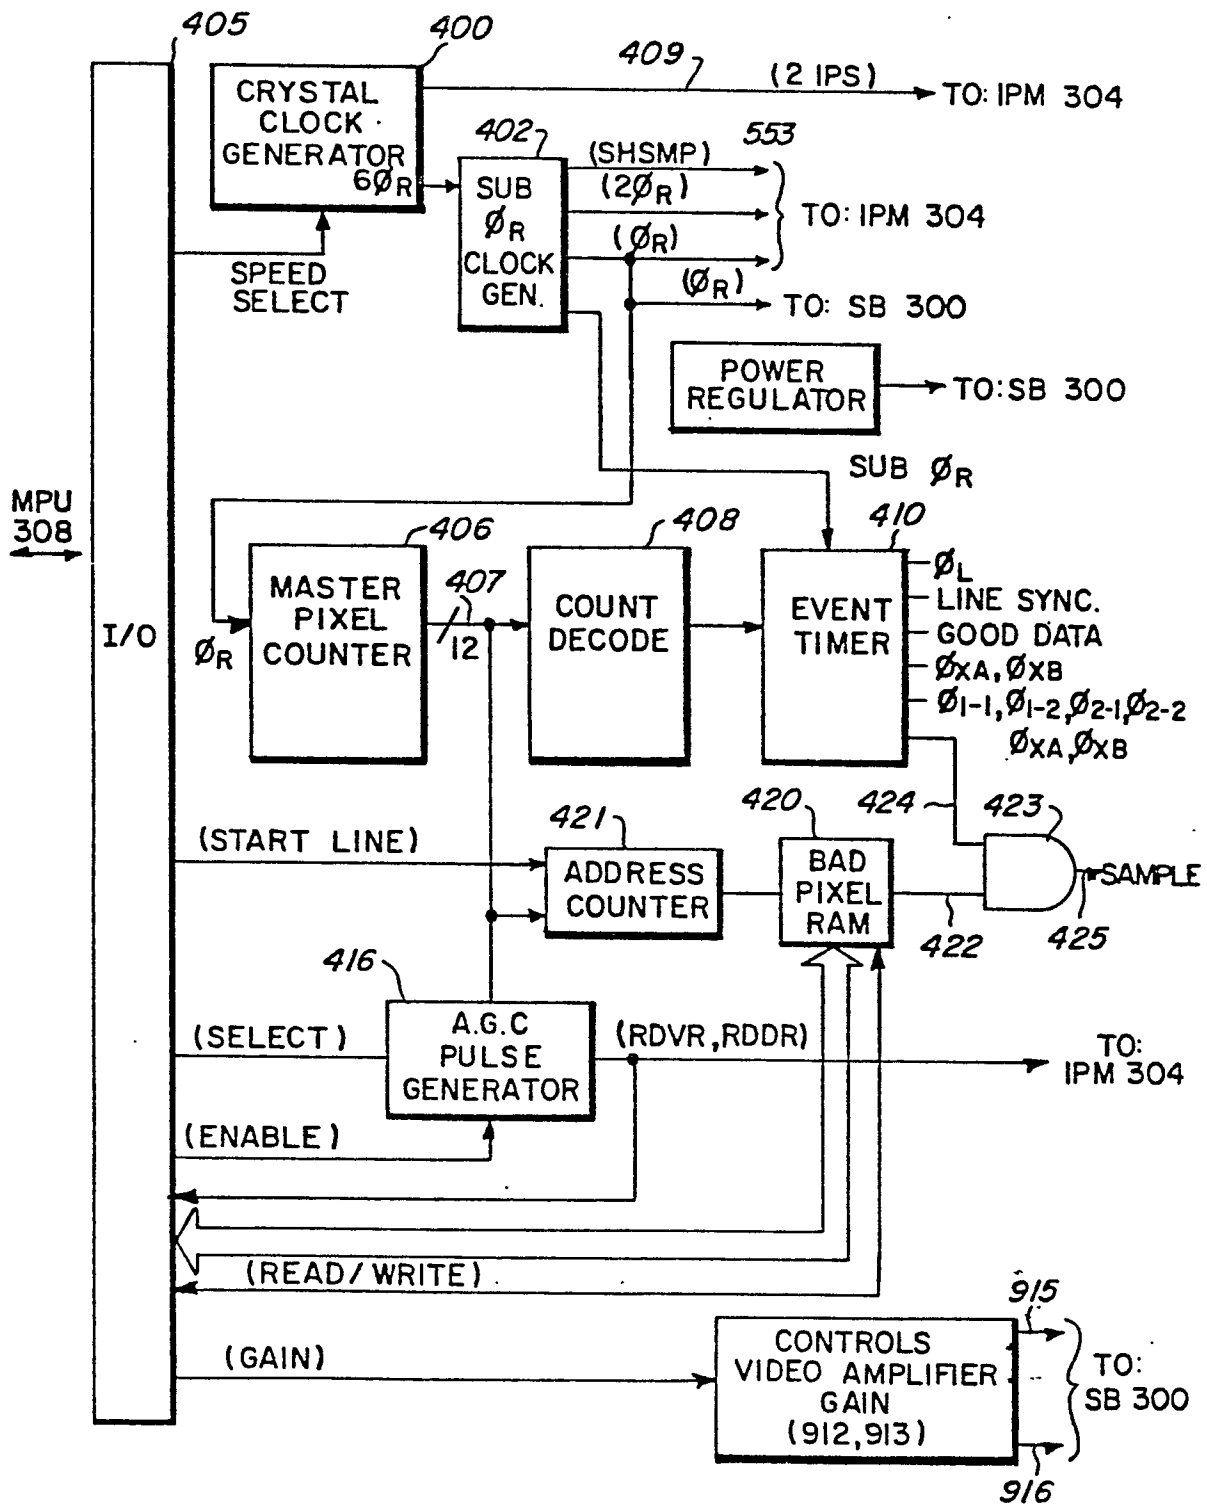 405
400
409
(2 IPS)
TO: IPM 304
CRYSTAL
CLOCK
GENERATOR
6ØR
402
SUB
ØR
CLOCK
GEN.
(SHSMP)
(2ØR)
(ØR)
(ØR)
553
TO: IPM 304
TO: SB 300
SPEED
SELECT
POWER
REGULATOR
TO: SB 300
SUB ØR
MPU
308
I/O
406
MASTER
PIXEL
COUNTER
ØR
407
12
408
COUNT
DECODE
410
EVENT
TIMER
ØL
LINE SYNC.
GOOD DATA
ØXA, ØXB
Ø1-1, Ø1-2, Ø2-1, Ø2-2
ØXA, ØXB
424
423
(START LINE)
421
ADDRESS
COUNTER
420
BAD
PIXEL
RAM
422
SAMPLE
425
416
(SELECT)
A.G.C
PULSE
GENERATOR
(RDVR, RDDR)
TO:
IPM 304
(ENABLE)
(READ/WRITE)
(GAIN)
CONTROLS
VIDEO AMPLIFIER
GAIN
(912, 913)
915
TO:
SB 300
916